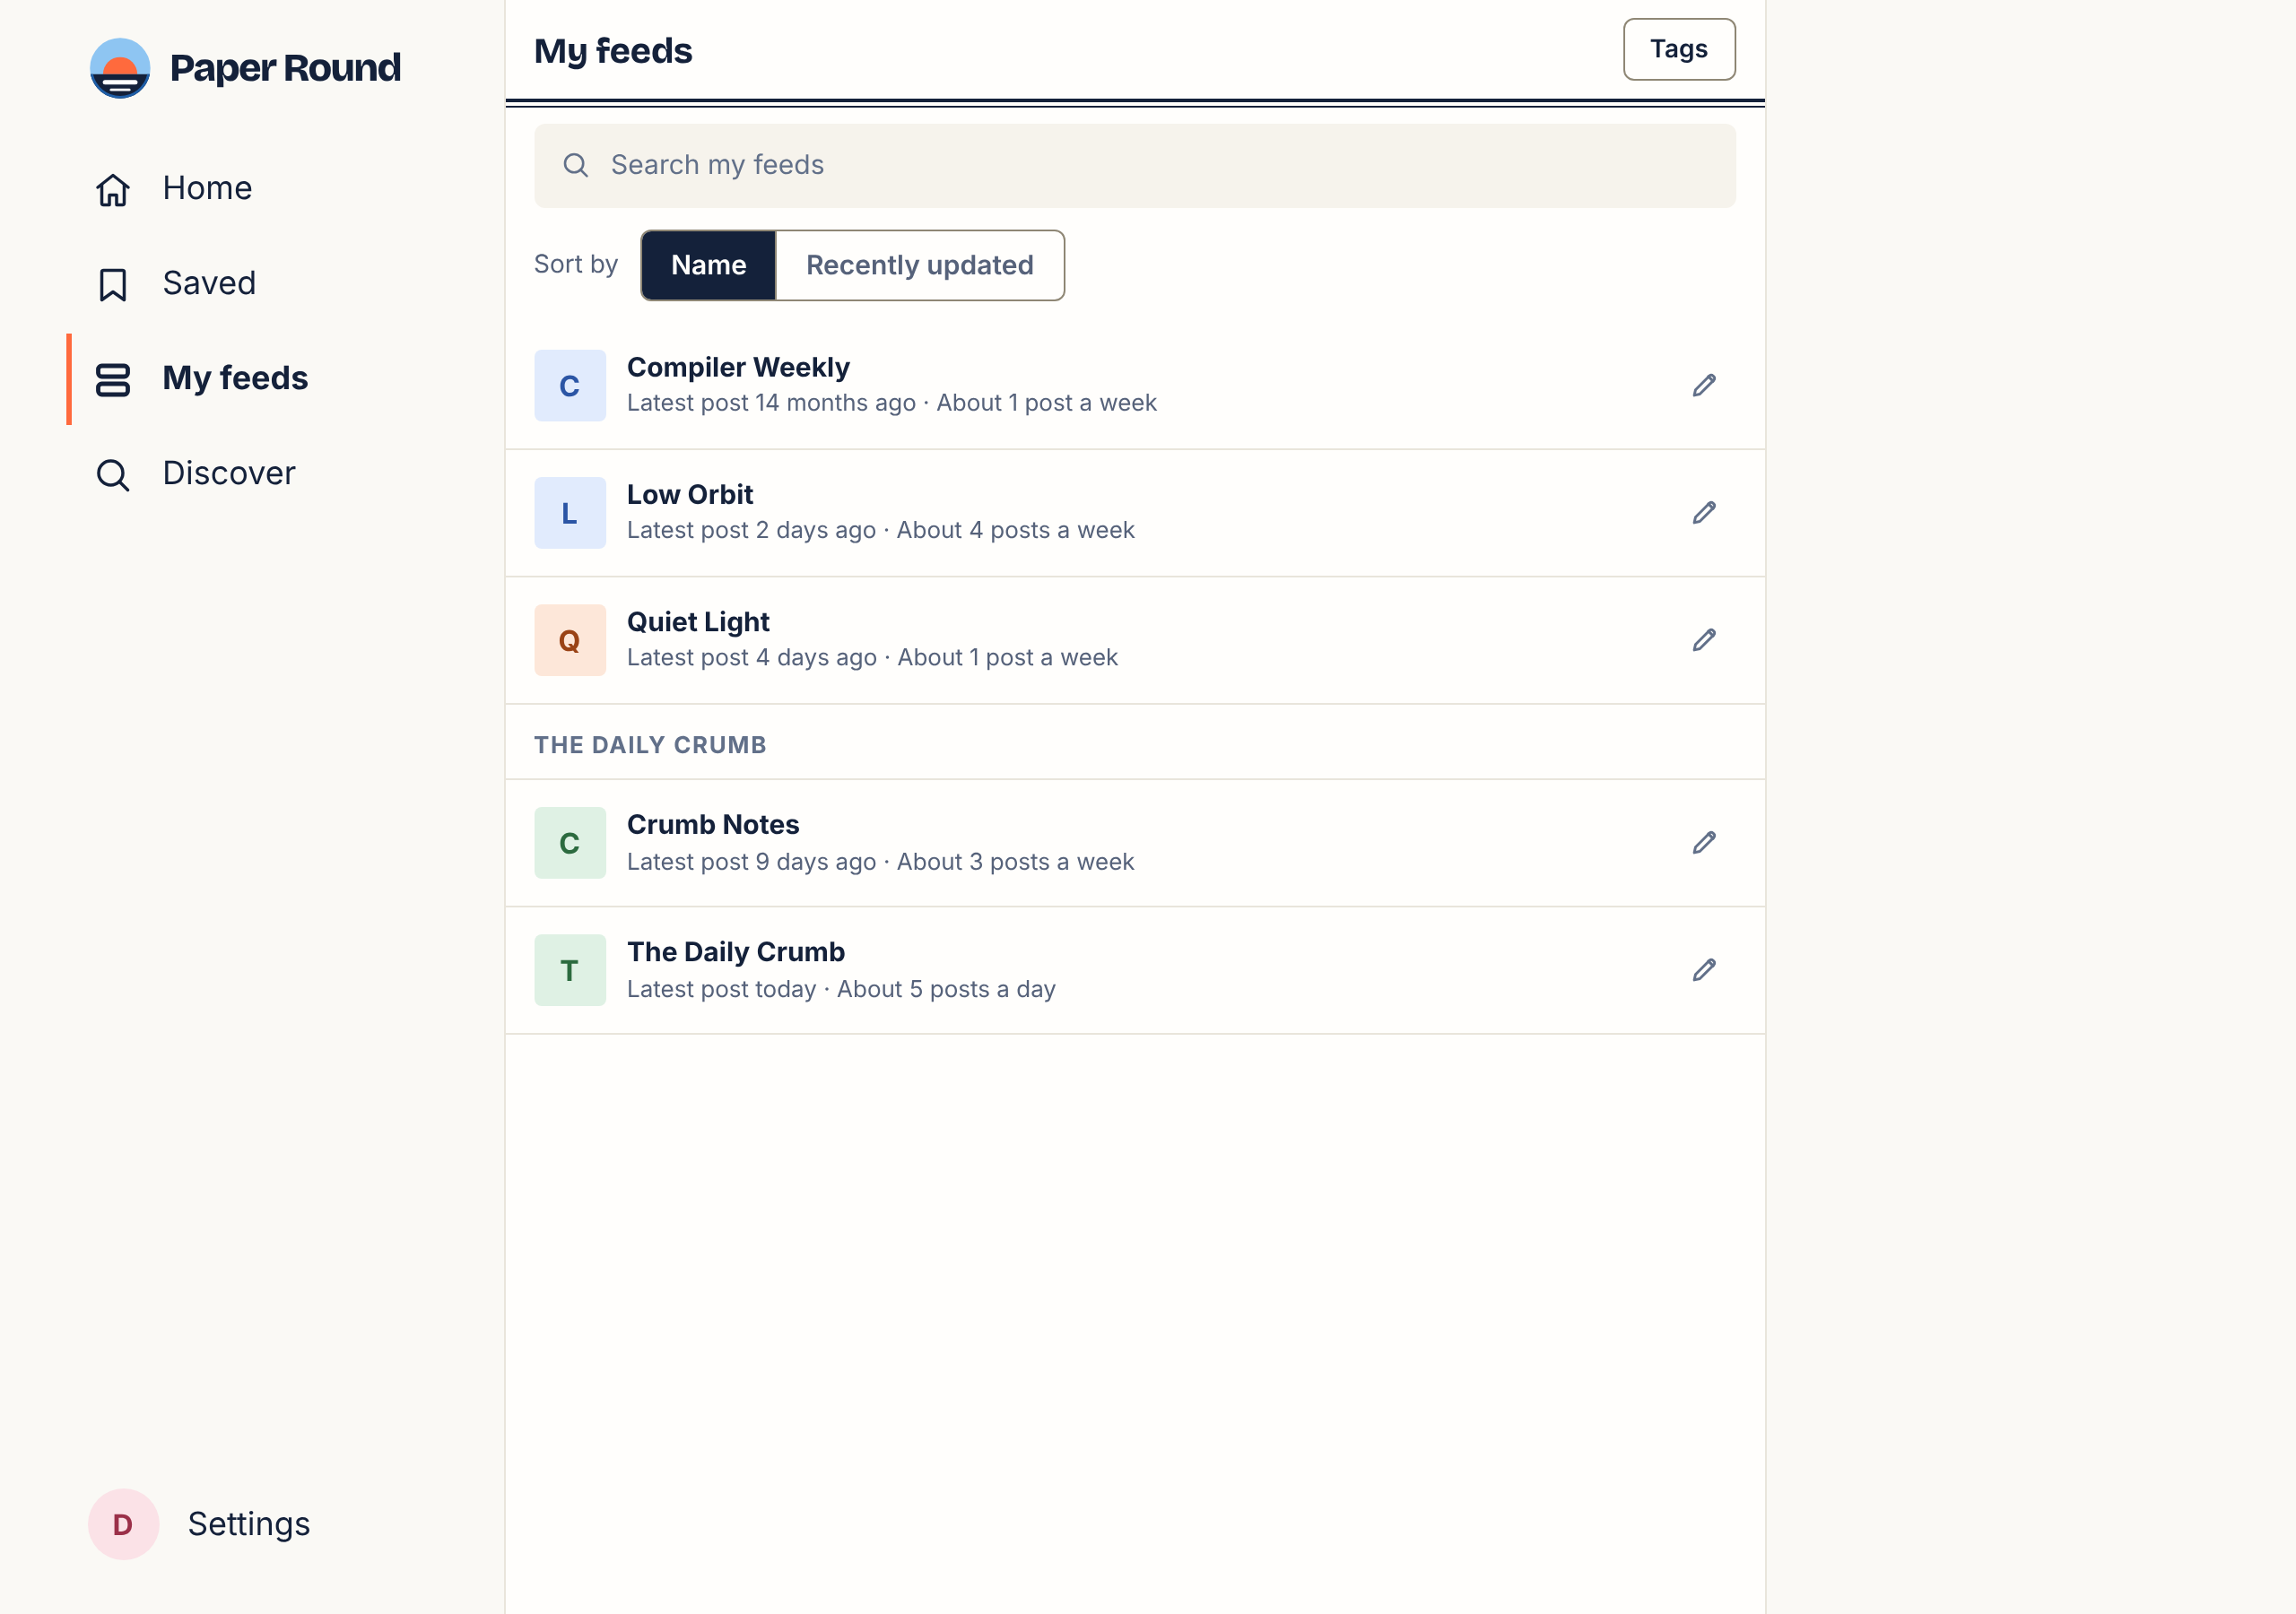 Paper Round
Home
Saved
My feeds
Discover
D
Settings
My feeds
Tags
Search my feeds
Sort by
Name
Recently updated
C
Compiler Weekly
Latest post 14 months ago · About 1 post a week
L
Low Orbit
Latest post 2 days ago · About 4 posts a week
Q
Quiet Light
Latest post 4 days ago · About 1 post a week
THE DAILY CRUMB
C
Crumb Notes
Latest post 9 days ago · About 3 posts a week
T
The Daily Crumb
Latest post today · About 5 posts a day